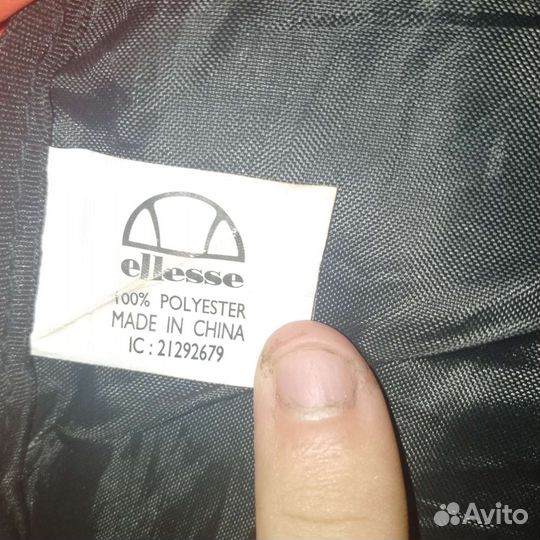 ellesse
100% POLYESTER
MADE IN CHINA
IC : 21292679
Avito